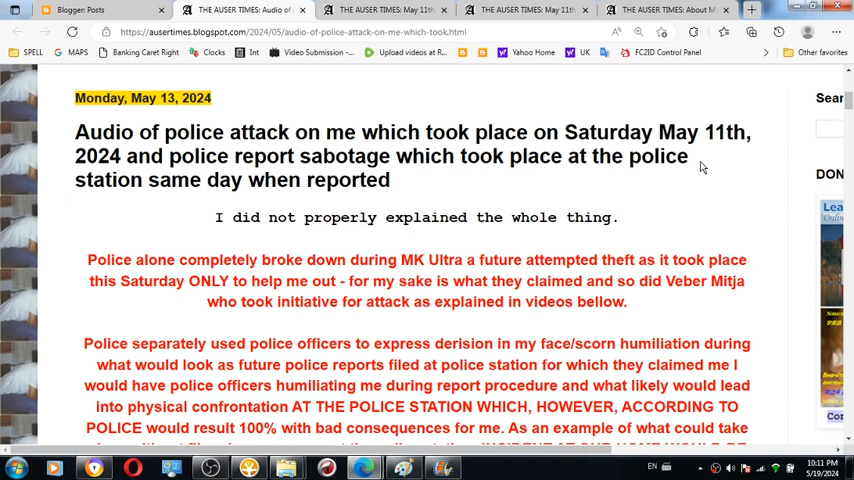 Blogger: Posts
THE AUSER TIMES: Audio of
THE AUSER TIMES: May 11th
THE AUSER TIMES: May 11th
THE AUSER TIMES: About M
https://ausertimes.blogspot.com/2024/05/audio-of-police-attack-on-me-which-took.html
SPELL
MAPS
Banking Caret Right
Clocks
Int
Video Submission -...
Upload videos at R...
Yahoo Home
UK
FC2ID Control Panel
Other favorites
Monday, May 13, 2024
Audio of police attack on me which took place on Saturday May 11th,
2024 and police report sabotage which took place at the police
station same day when reported
I did not properly explained the whole thing.
Police alone completely broke down during MK Ultra a future attempted theft as it took place
this Saturday ONLY to help me out - for my sake is what they claimed and so did Veber Mitja
who took initiative for attack as explained in videos bellow.
Police separately used police officers to express derision in my face/scorn humiliation during
what would look as future police reports filed at police station for which they claimed me I
would have police officers humiliating me during report procedure and what likely would lead
into physical confrontation AT THE POLICE STATION WHICH, HOWEVER, ACCORDING TO
POLICE would result 100% with bad consequences for me. As an example of what could take
Sear
DON
Lea
Onlin
Con
EN
10:11 PM
5/19/2024